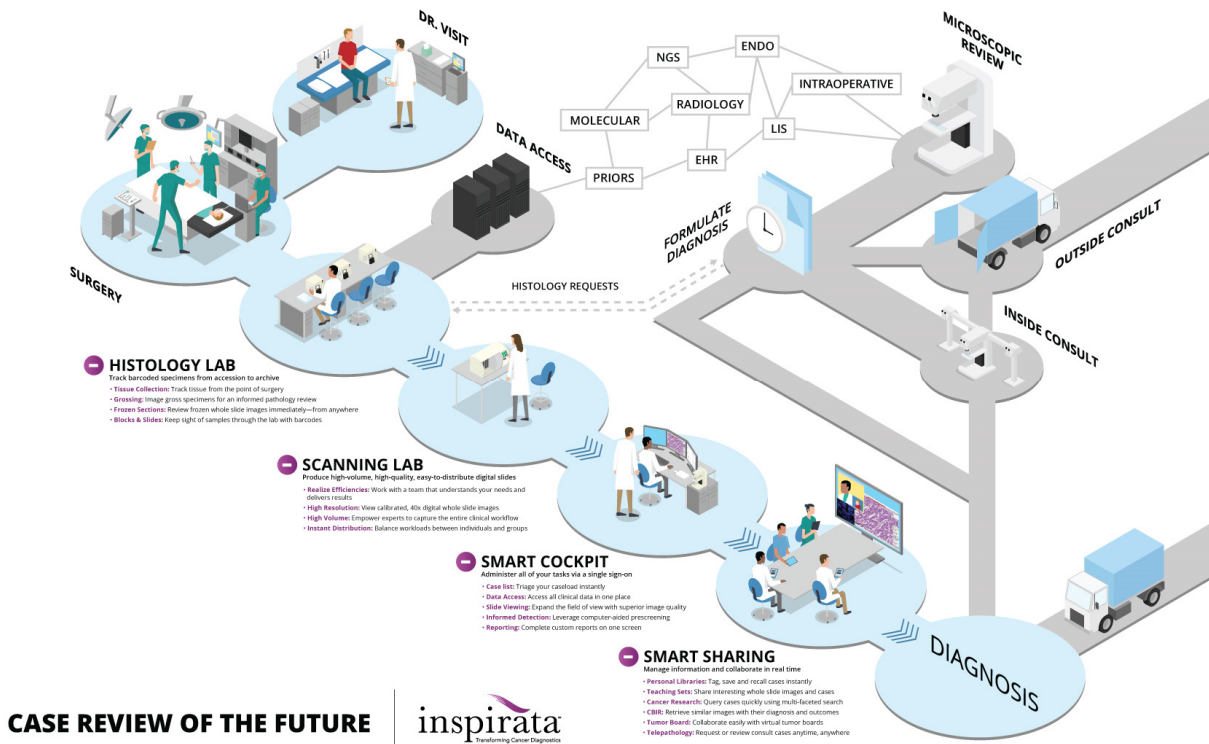 DR. VISIT
SURGERY
DATA ACCESS
NGS
ENDO
MOLECULAR
RADIOLOGY
INTRAOPERATIVE
PRIORS
EHR
LIS
MICROSCOPIC
REVIEW
FORMULATE
DIAGNOSIS
OUTSIDE CONSULT
INSIDE CONSULT
HISTOLOGY REQUESTS
HISTOLOGY LAB
Track barcoded specimens from accession to archive
• Tissue Collection: Track tissue from the point of surgery
• Grossing: Image gross specimens for an informed pathology review
• Frozen Sections: Review frozen whole slide images immediately—from anywhere
• Blocks & Slides: Keep sight of samples through the lab with barcodes
SCANNING LAB
Produce high-volume, high-quality, easy-to-distribute digital slides
• Realize Efficiencies: Work with a team that understands your needs and
delivers results
• High Resolution: View calibrated, 40x digital whole slide images
• High Volume: Empower experts to capture the entire clinical workflow
• Instant Distribution: Balance workloads between individuals and groups
SMART COCKPIT
Administer all of your tasks via a single sign-on
• Case list: Triage your caseload instantly
• Data Access: Access all clinical data in one place
• Slide Viewing: Expand the field of view with superior image quality
• Informed Detection: Leverage computer-aided prescreening
• Reporting: Complete custom reports on one screen
SMART SHARING
Manage information and collaborate in real time
• Personal Libraries: Tag, save and recall cases instantly
• Teaching Sets: Share interesting whole slide images and cases
• Cancer Research: Query cases quickly using multi-faceted search
• CBIR: Retrieve similar images with their diagnosis and outcomes
• Tumor Board: Collaborate easily with virtual tumor boards
• Telepathology: Request or review consult cases anytime, anywhere
DIAGNOSIS
CASE REVIEW OF THE FUTURE
inspirata
Transforming Cancer Diagnostics